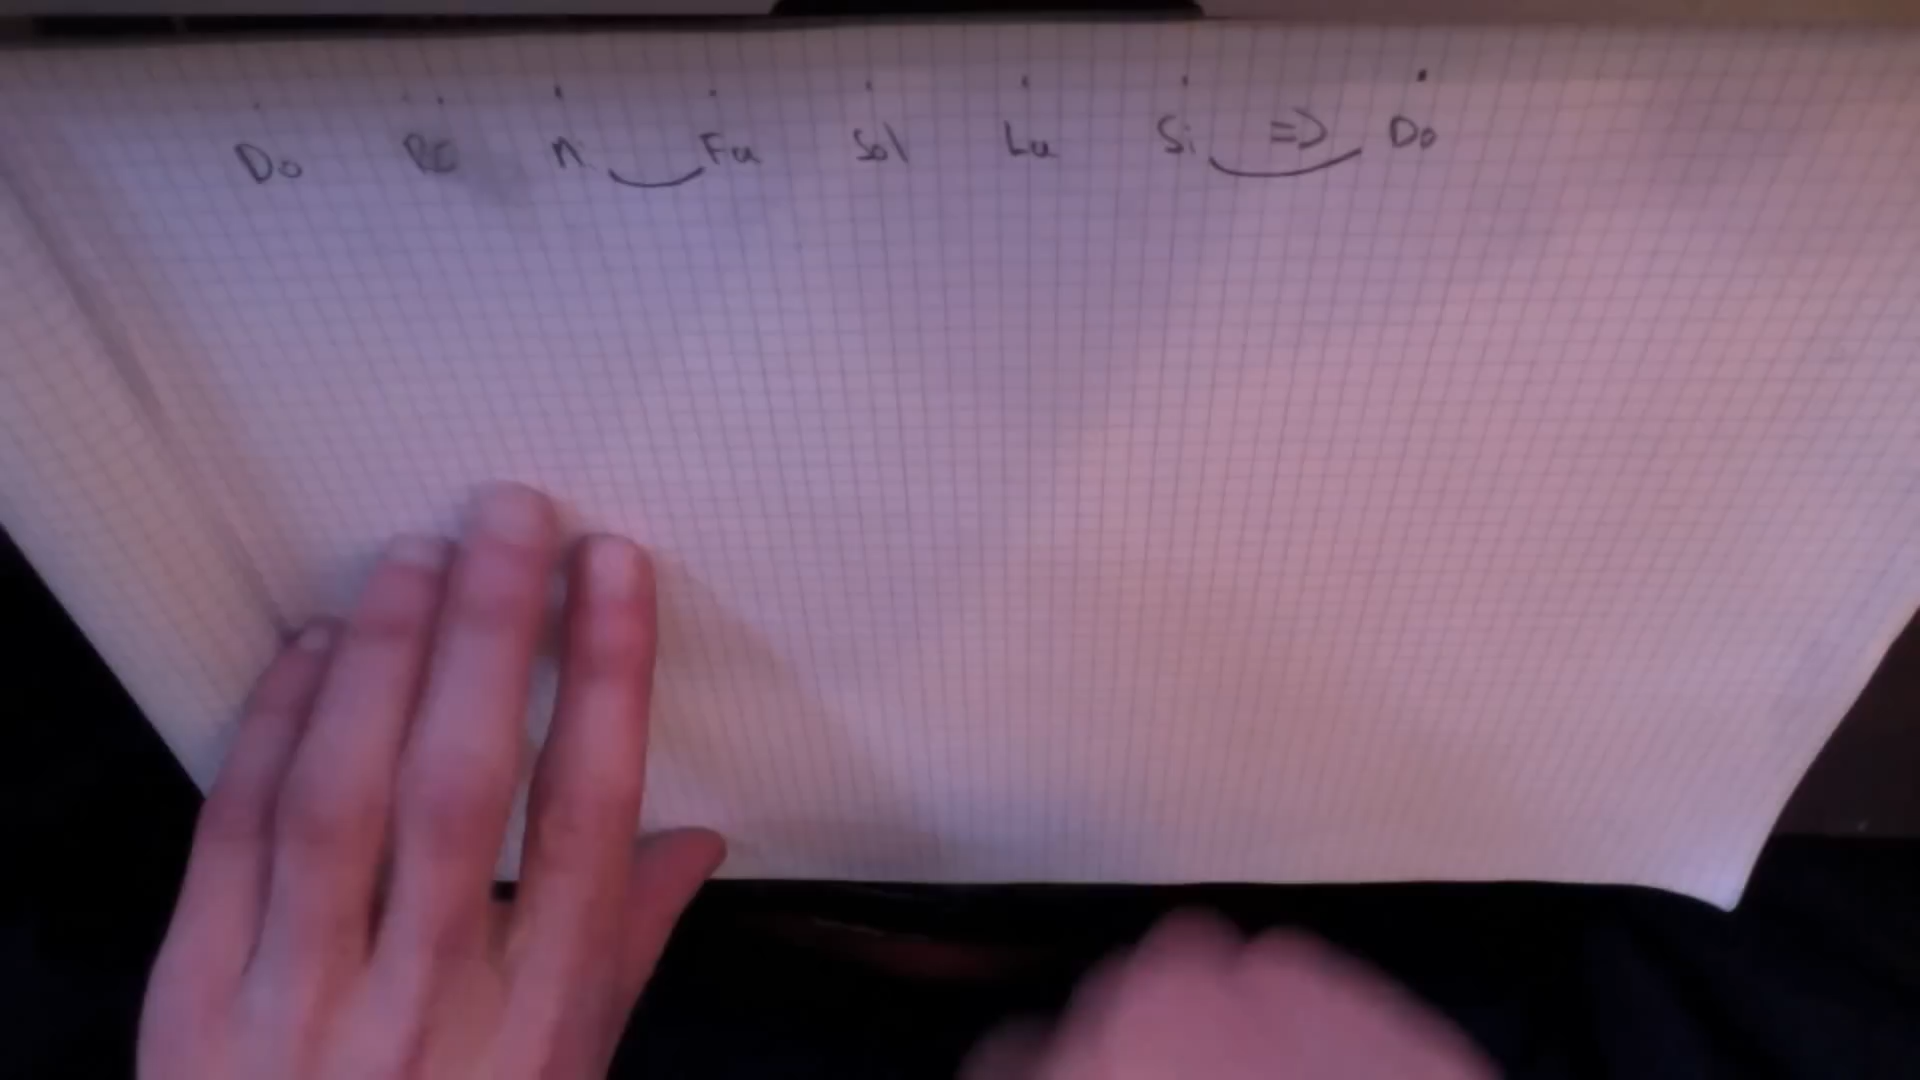 Do RE Mi Fa Sol La Si => Do